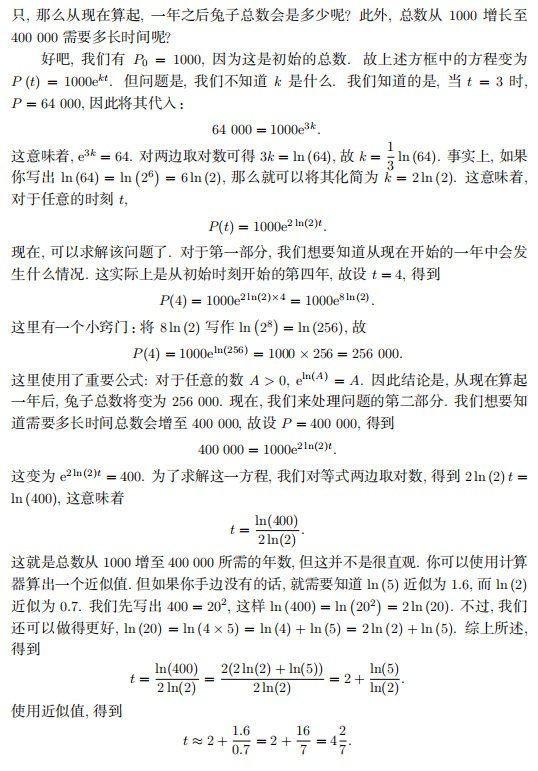 只, 那么从现在算起, 一年之后兔子总数会是多少呢? 此外, 总数从 1000 增长至
400 000 需要多长时间呢?
好吧, 我们有 P₀ = 1000, 因为这是初始的总数. 故上述方框中的方程变为
P (t) = 1000eᵏᵗ. 但问题是, 我们不知道 k 是什么. 我们知道的是, 当 t = 3 时,
P = 64 000, 因此将其代入:
64 000 = 1000e³ᵏ.
这意味着, e³ᵏ = 64. 对两边取对数可得 3k = ln (64), 故 k = 1/3 ln (64). 事实上, 如果
你写出 ln (64) = ln (2⁶) = 6 ln (2), 那么就可以将其化简为 k = 2 ln (2). 这意味着,
对于任意的时刻 t,
P(t) = 1000e^{2 ln(2)t}.
现在, 可以求解该问题了. 对于第一部分, 我们想要知道从现在开始的一年中会发
生什么情况. 这实际上是从初始时刻开始的第四年, 故设 t = 4, 得到
P(4) = 1000e^{2 ln(2)×4} = 1000e^{8 ln(2)}.
这里有一个小窍门: 将 8 ln (2) 写作 ln (2⁸) = ln (256), 故
P(4) = 1000e^{ln(256)} = 1000 × 256 = 256 000.
这里使用了重要公式: 对于任意的数 A > 0, e^{ln(A)} = A. 因此结论是, 从现在算起
一年后, 兔子总数将变为 256 000. 现在, 我们来处理问题的第二部分. 我们想要知
道需要多长时间总数会增至 400 000, 故设 P = 400 000, 得到
400 000 = 1000e^{2 ln(2)t}.
这变为 e^{2 ln(2)t} = 400. 为了求解这一方程, 我们对等式两边取对数, 得到 2 ln (2) t =
ln (400), 这意味着
t = ln(400)/2 ln(2).
这就是总数从 1000 增至 400 000 所需的年数, 但这并不是很直观. 你可以使用计算
器算出一个近似值. 但如果你手边没有的话, 就需要知道 ln (5) 近似为 1.6, 而 ln (2)
近似为 0.7. 我们先写出 400 = 20², 这样 ln (400) = ln (20²) = 2 ln (20). 不过, 我们
还可以做得更好, ln (20) = ln (4 × 5) = ln (4) + ln (5) = 2 ln (2) + ln (5). 综上所述,
得到
t = ln(400)/2 ln(2) = 2(2 ln(2) + ln(5))/2 ln(2) = 2 + ln(5)/ln(2).
使用近似值, 得到
t ≈ 2 + 1.6/0.7 = 2 + 16/7 = 4 2/7.